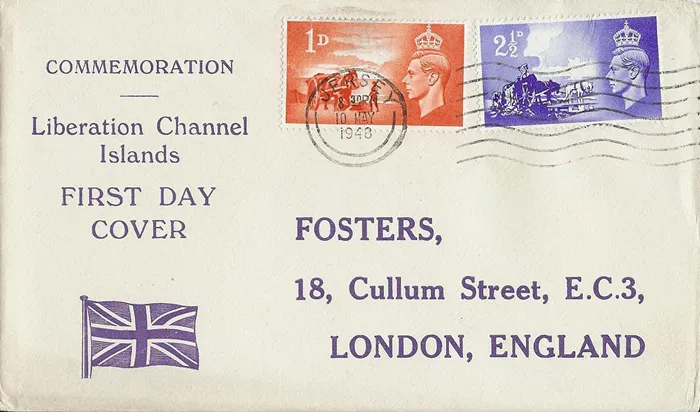 COMMEMORATION
Liberation Channel
Islands
FIRST DAY
COVER
1D
2½D
JERSEY
10 MAY
1948
FOSTERS,
18, Cullum Street, E.C.3,
LONDON, ENGLAND